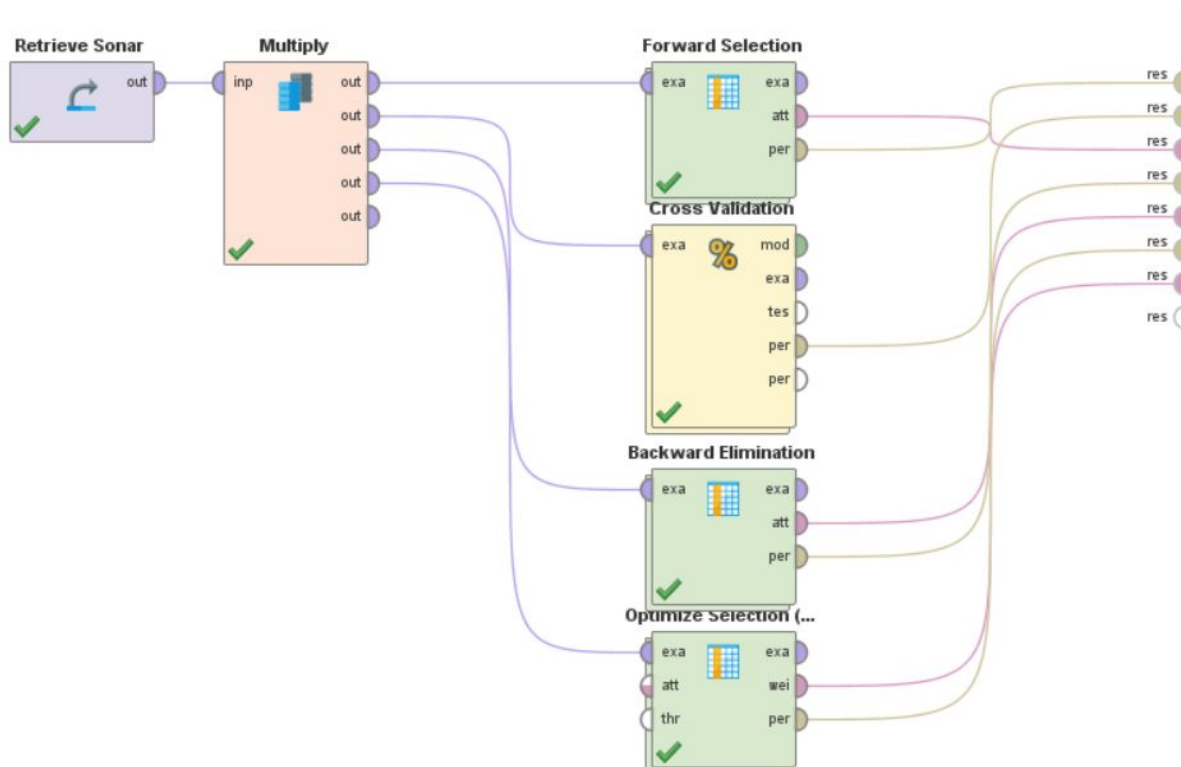 Retrieve Sonar
out
Multiply
inp
out
out
out
out
out
Forward Selection
exa
exa
att
per
Cross Validation
exa
mod
exa
tes
per
per
Backward Elimination
exa
exa
att
per
Optimize Selection (...
exa
att
thr
exa
wei
per
res
res
res
res
res
res
res
res